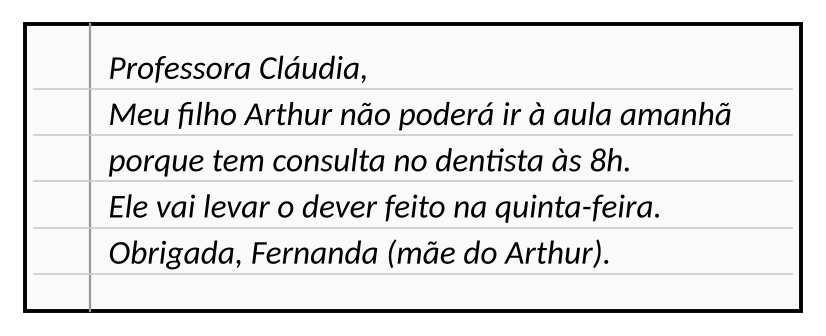 Professora Cláudia,
Meu filho Arthur não poderá ir à aula amanhã
porque tem consulta no dentista às 8h.
Ele vai levar o dever feito na quinta-feira.
Obrigada, Fernanda (mãe do Arthur).